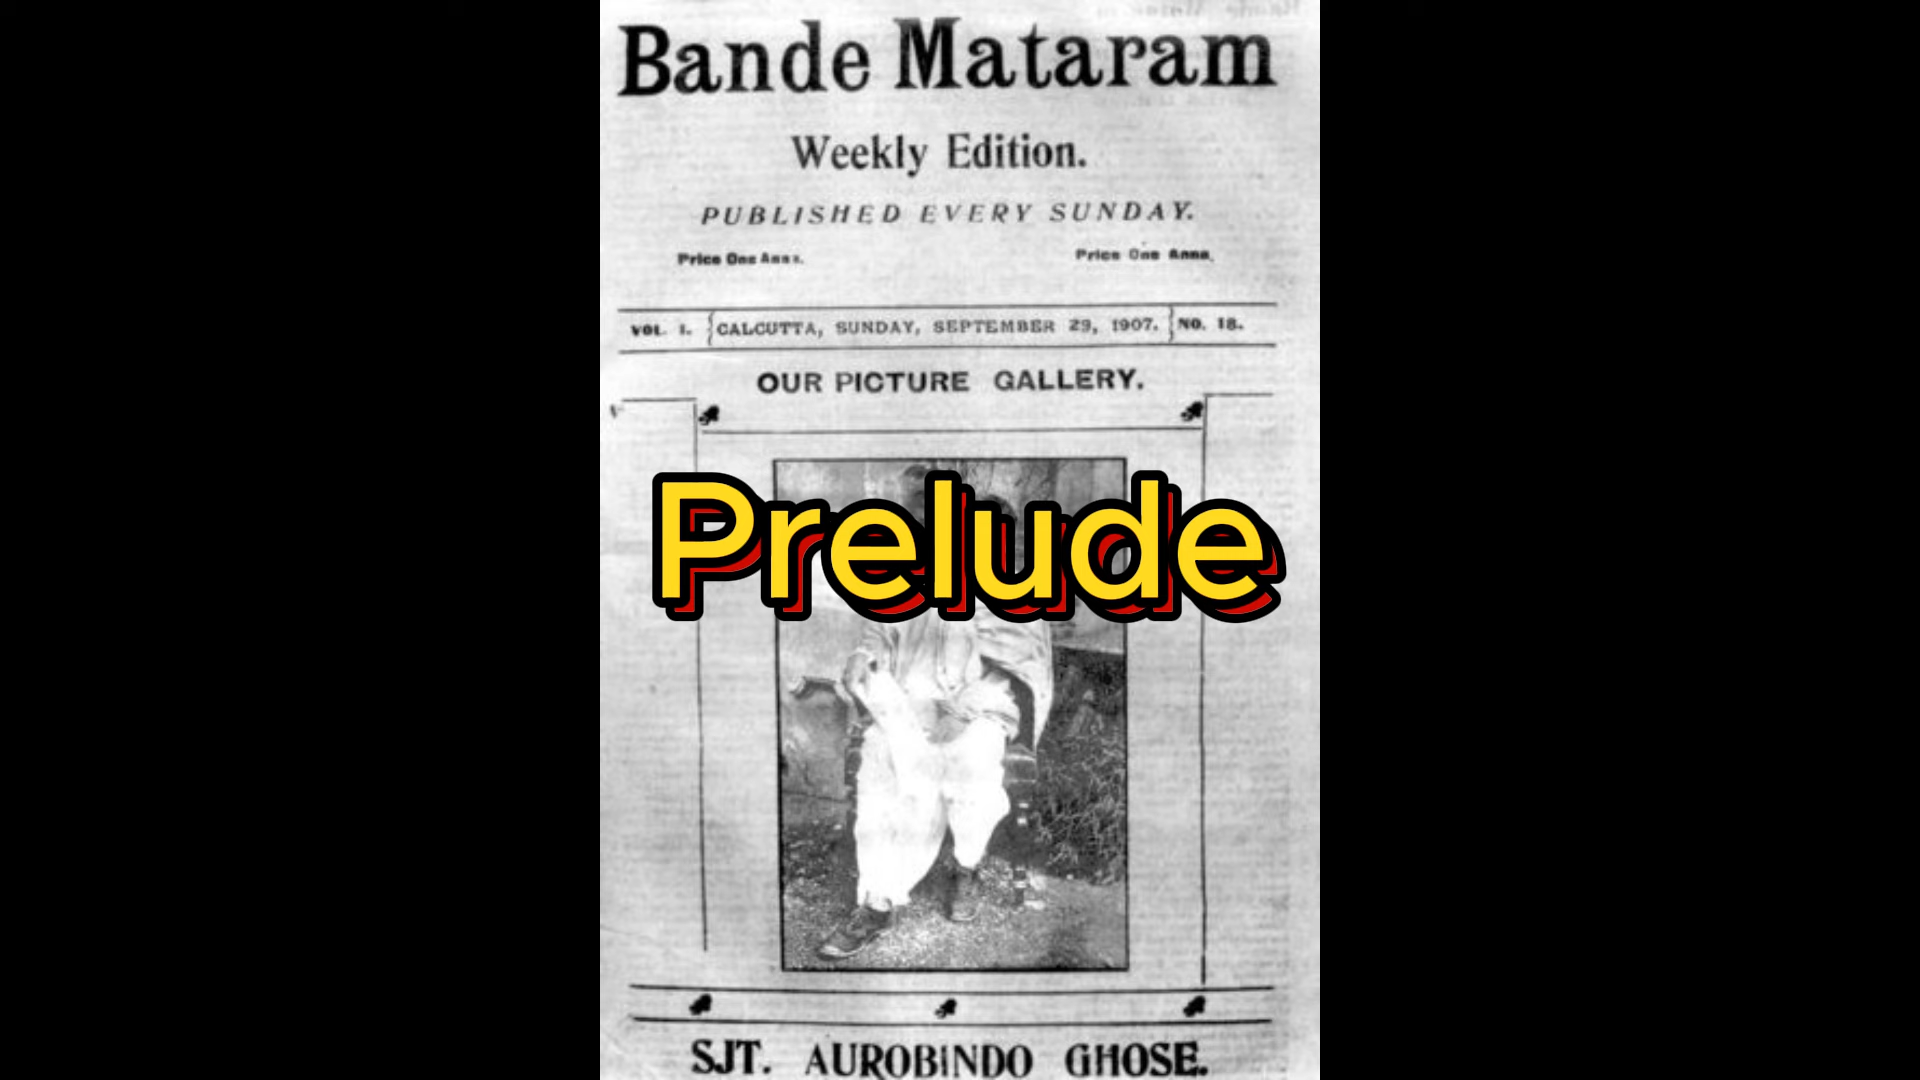 Bande Mataram
Weekly Edition.
PUBLISHED EVERY SUNDAY.
Price One Anna. Price One Anna.
VOL. 1. CALCUTTA, SUNDAY, SEPTEMBER 29, 1907. NO. 18.
OUR PICTURE GALLERY.
Prelude
SJT. AUROBINDO GHOSE.